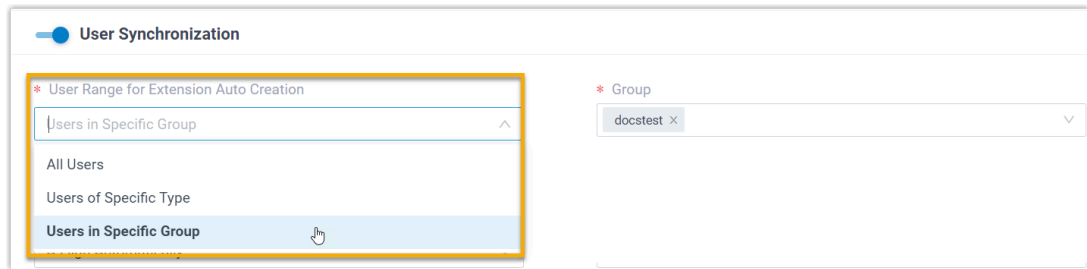 User Synchronization
* User Range for Extension Auto Creation
* Group
Users in Specific Group
docstest ×
All Users
Users of Specific Type
Users in Specific Group